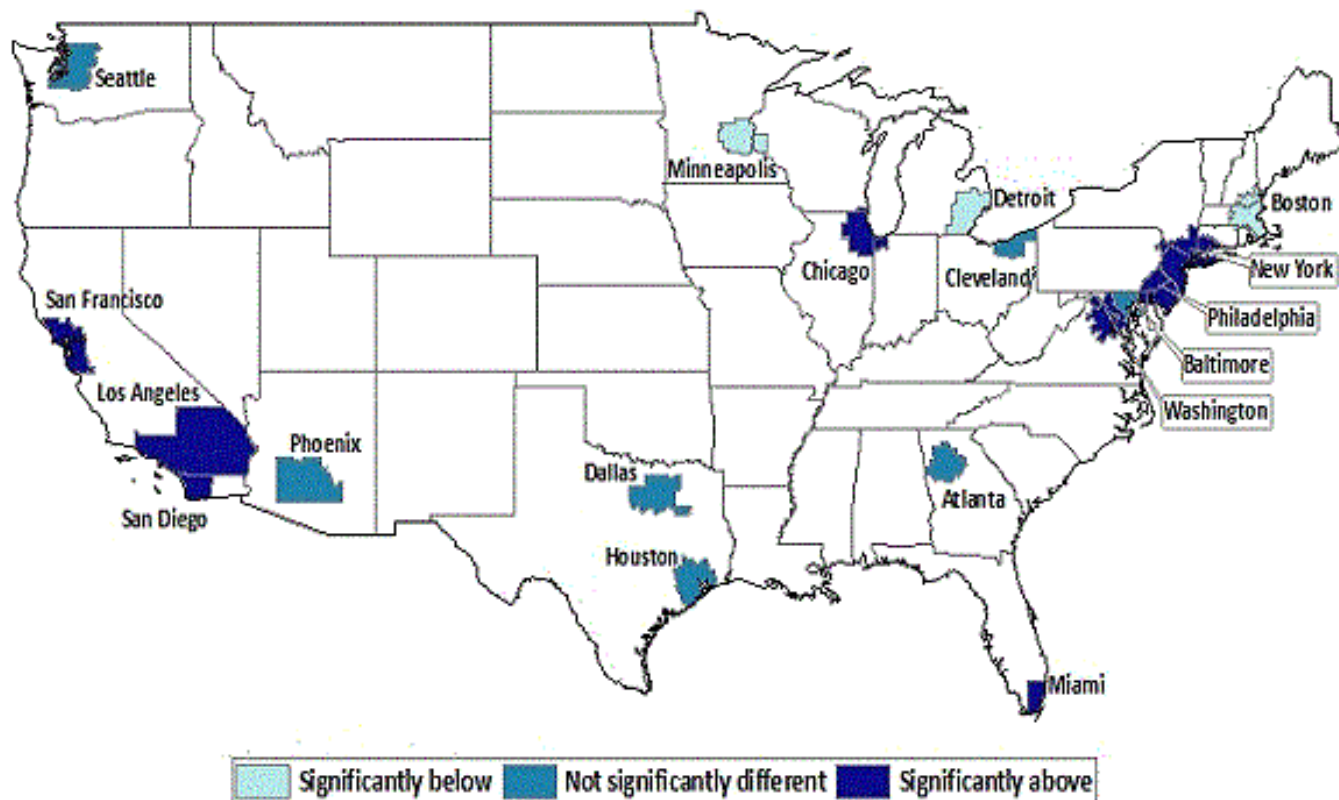 Seattle
Minneapolis
Detroit
Boston
Chicago
Cleveland
New York
San Francisco
Philadelphia
Baltimore
Los Angeles
Washington
Phoenix
Dallas
Atlanta
San Diego
Houston
Miami
Significantly below
Not significantly different
Significantly above